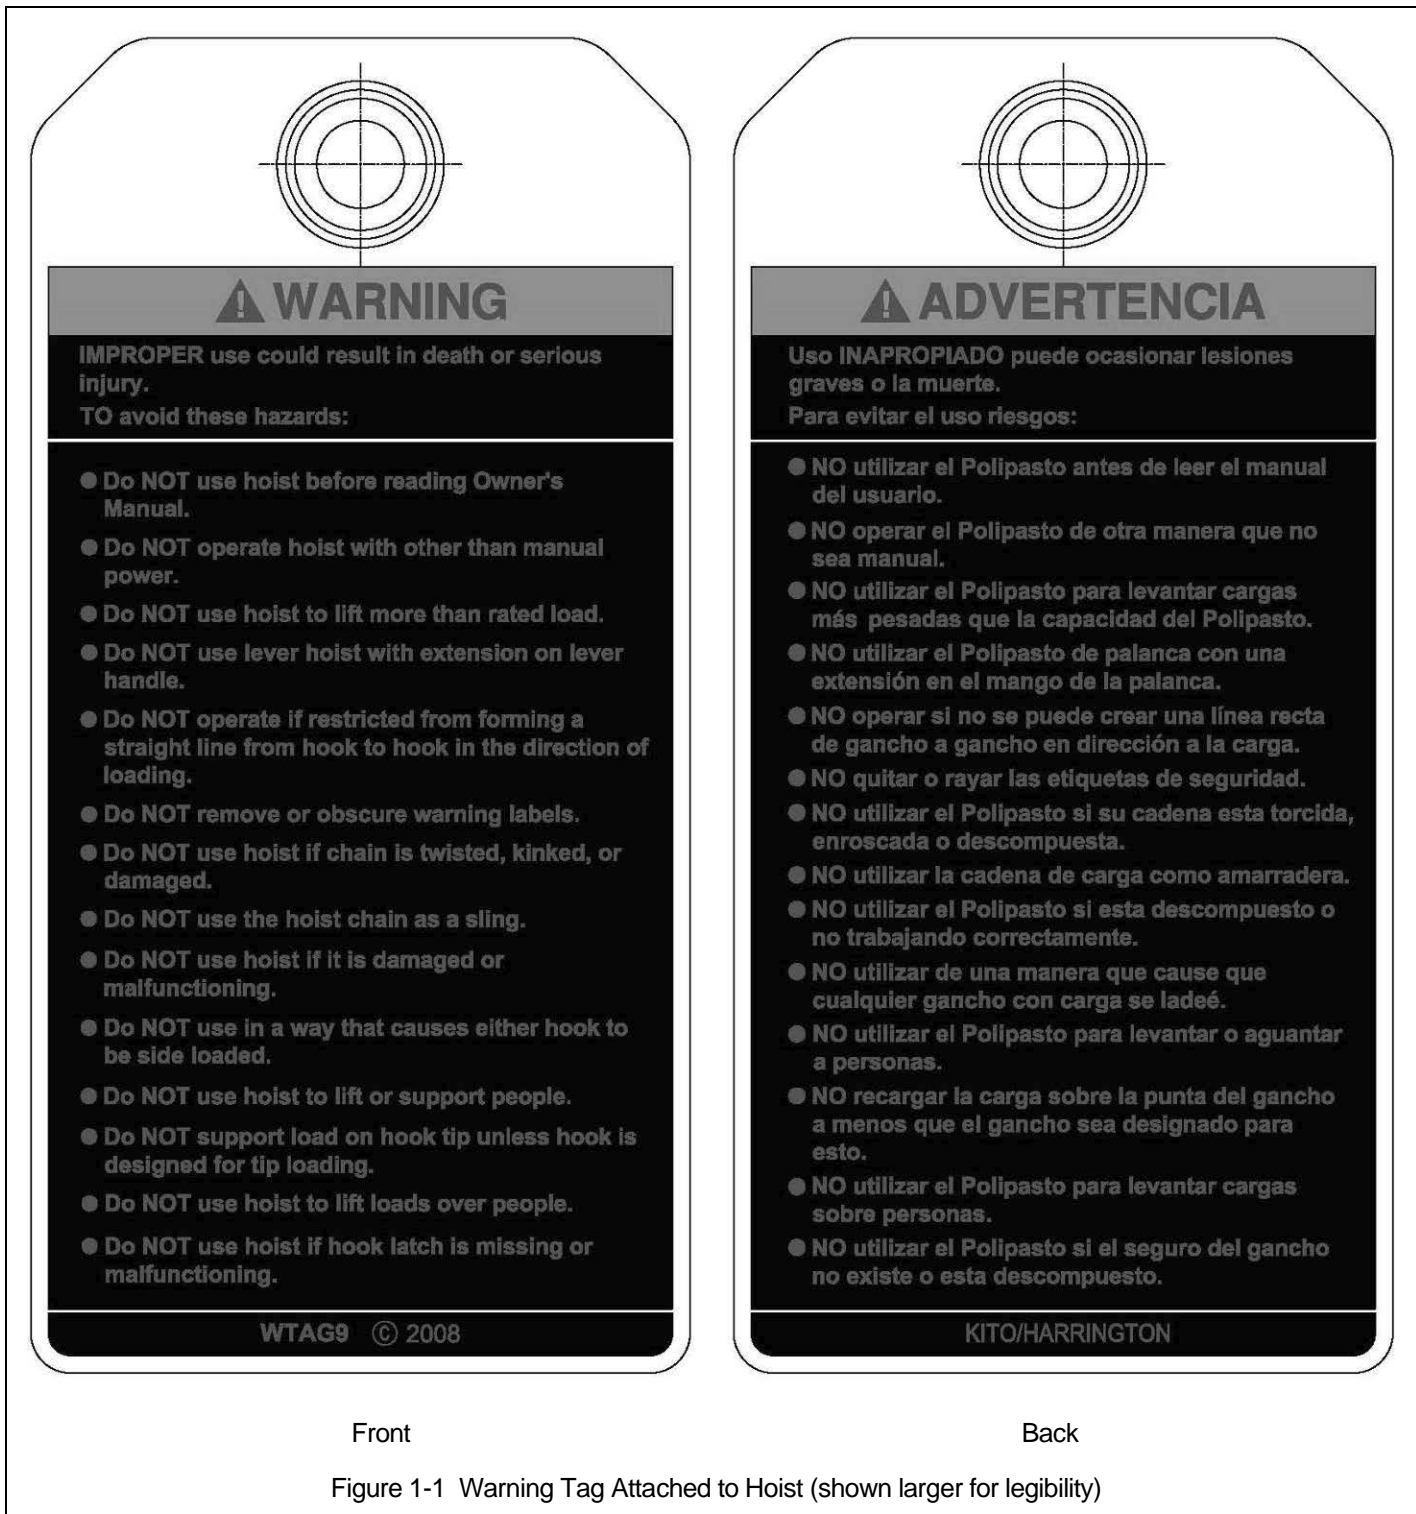 WARNING
IMPROPER use could result in death or serious
injury.
TO avoid these hazards:
● Do NOT use hoist before reading Owner's
Manual.
● Do NOT operate hoist with other than manual
power.
● Do NOT use hoist to lift more than rated load.
● Do NOT use lever hoist with extension on lever
handle.
● Do NOT operate if restricted from forming a
straight line from hook to hook in the direction of
loading.
● Do NOT remove or obscure warning labels.
● Do NOT use hoist if chain is twisted, kinked, or
damaged.
● Do NOT use the hoist chain as a sling.
● Do NOT use hoist if it is damaged or
malfunctioning.
● Do NOT use in a way that causes either hook to
be side loaded.
● Do NOT use hoist to lift or support people.
● Do NOT support load on hook tip unless hook is
designed for tip loading.
● Do NOT use hoist to lift loads over people.
● Do NOT use hoist if hook latch is missing or
malfunctioning.
WTAG9 © 2008
Front
ADVERTENCIA
Uso INAPROPIADO puede ocasionar lesiones
graves o la muerte.
Para evitar el uso riesgos:
● NO utilizar el Polipasto antes de leer el manual
del usuario.
● NO operar el Polipasto de otra manera que no
sea manual.
● NO utilizar el Polipasto para levantar cargas
más pesadas que la capacidad del Polipasto.
● NO utilizar el Polipasto de palanca con una
extensión en el mango de la palanca.
● NO operar si no se puede crear una línea recta
de gancho a gancho en dirección a la carga.
● NO quitar o rayar las etiquetas de seguridad.
● NO utilizar el Polipasto si su cadena esta torcida,
enroscada o descompuesta.
● NO utilizar la cadena de carga como amarradera.
● NO utilizar el Polipasto si esta descompuesto o
no trabajando correctamente.
● NO utilizar de una manera que cause que
cualquier gancho con carga se ladeé.
● NO utilizar el Polipasto para levantar o aguantar
a personas.
● NO recargar la carga sobre la punta del gancho
a menos que el gancho sea designado para
esto.
● NO utilizar el Polipasto para levantar cargas
sobre personas.
● NO utilizar el Polipasto si el seguro del gancho
no existe o esta descompuesto.
KITO/HARRINGTON
Back
Figure 1-1 Warning Tag Attached to Hoist (shown larger for legibility)